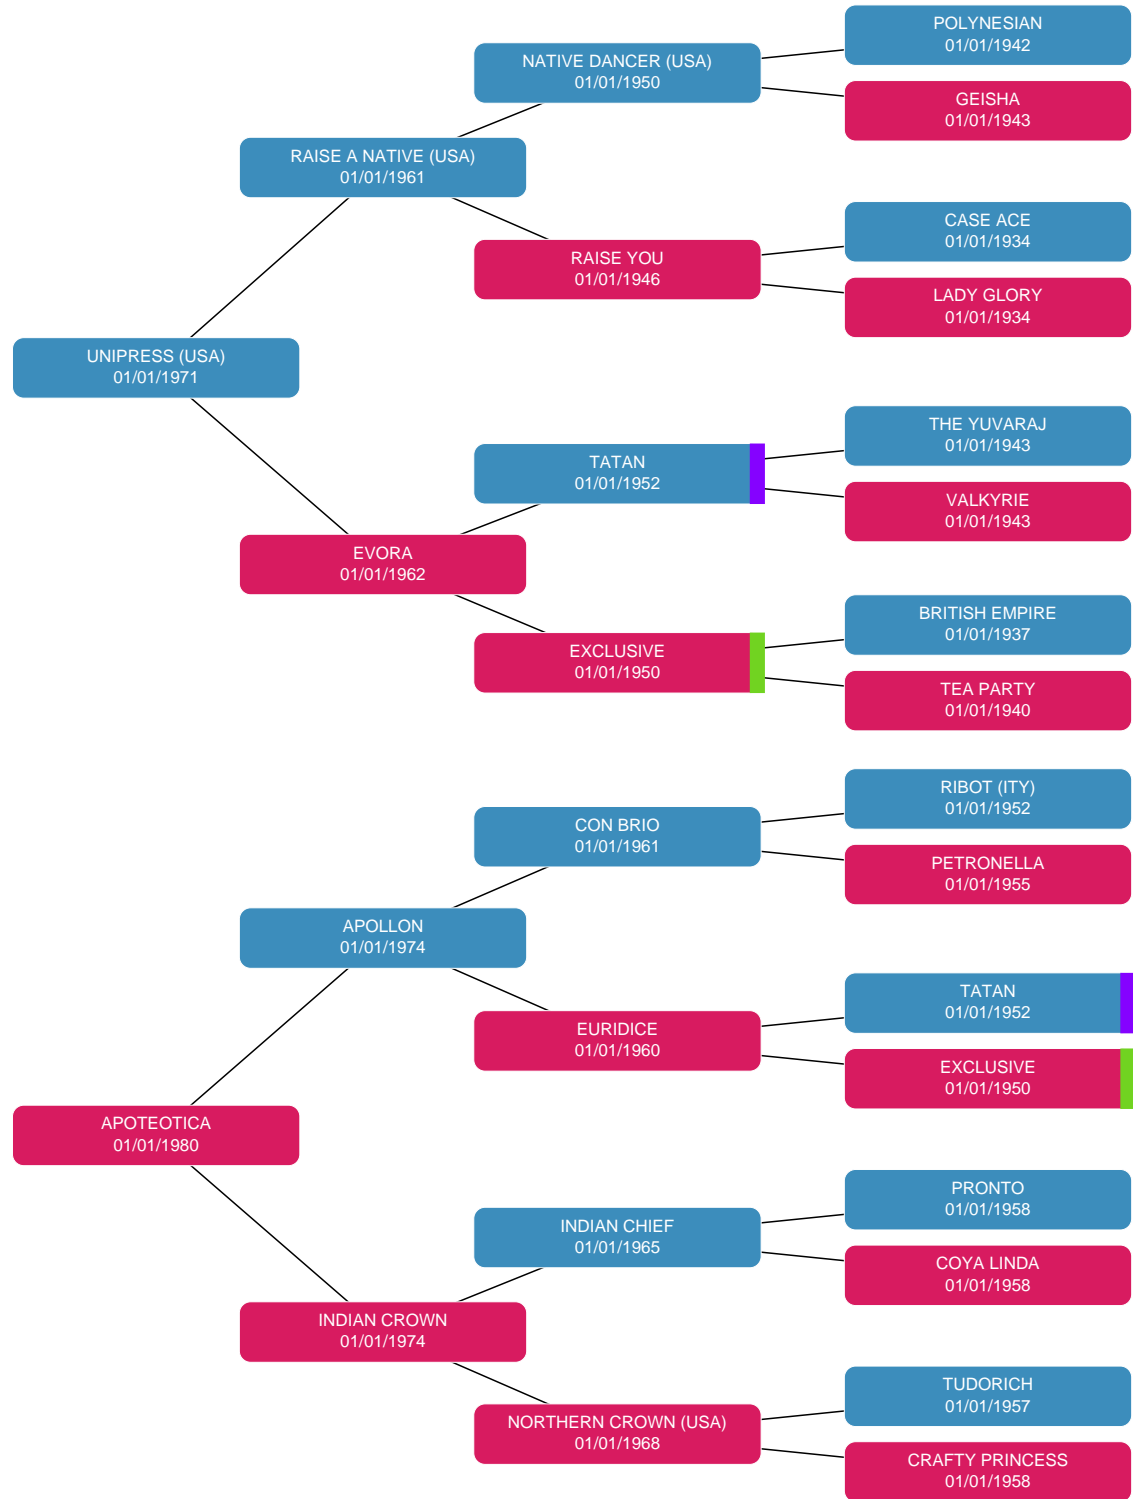 POLYNESIAN
01/01/1942
NATIVE DANCER (USA)
01/01/1950
GEISHA
01/01/1943
RAISE A NATIVE (USA)
01/01/1961
CASE ACE
01/01/1934
RAISE YOU
01/01/1946
LADY GLORY
01/01/1934
UNIPRESS (USA)
01/01/1971
THE YUVARAJ
01/01/1943
TATAN
01/01/1952
VALKYRIE
01/01/1943
EVORA
01/01/1962
BRITISH EMPIRE
01/01/1937
EXCLUSIVE
01/01/1950
TEA PARTY
01/01/1940
RIBOT (ITY)
01/01/1952
CON BRIO
01/01/1961
PETRONELLA
01/01/1955
APOLLON
01/01/1974
TATAN
01/01/1952
EURIDICE
01/01/1960
EXCLUSIVE
01/01/1950
APOTEOTICA
01/01/1980
PRONTO
01/01/1958
INDIAN CHIEF
01/01/1965
COYA LINDA
01/01/1958
INDIAN CROWN
01/01/1974
TUDORICH
01/01/1957
NORTHERN CROWN (USA)
01/01/1968
CRAFTY PRINCESS
01/01/1958